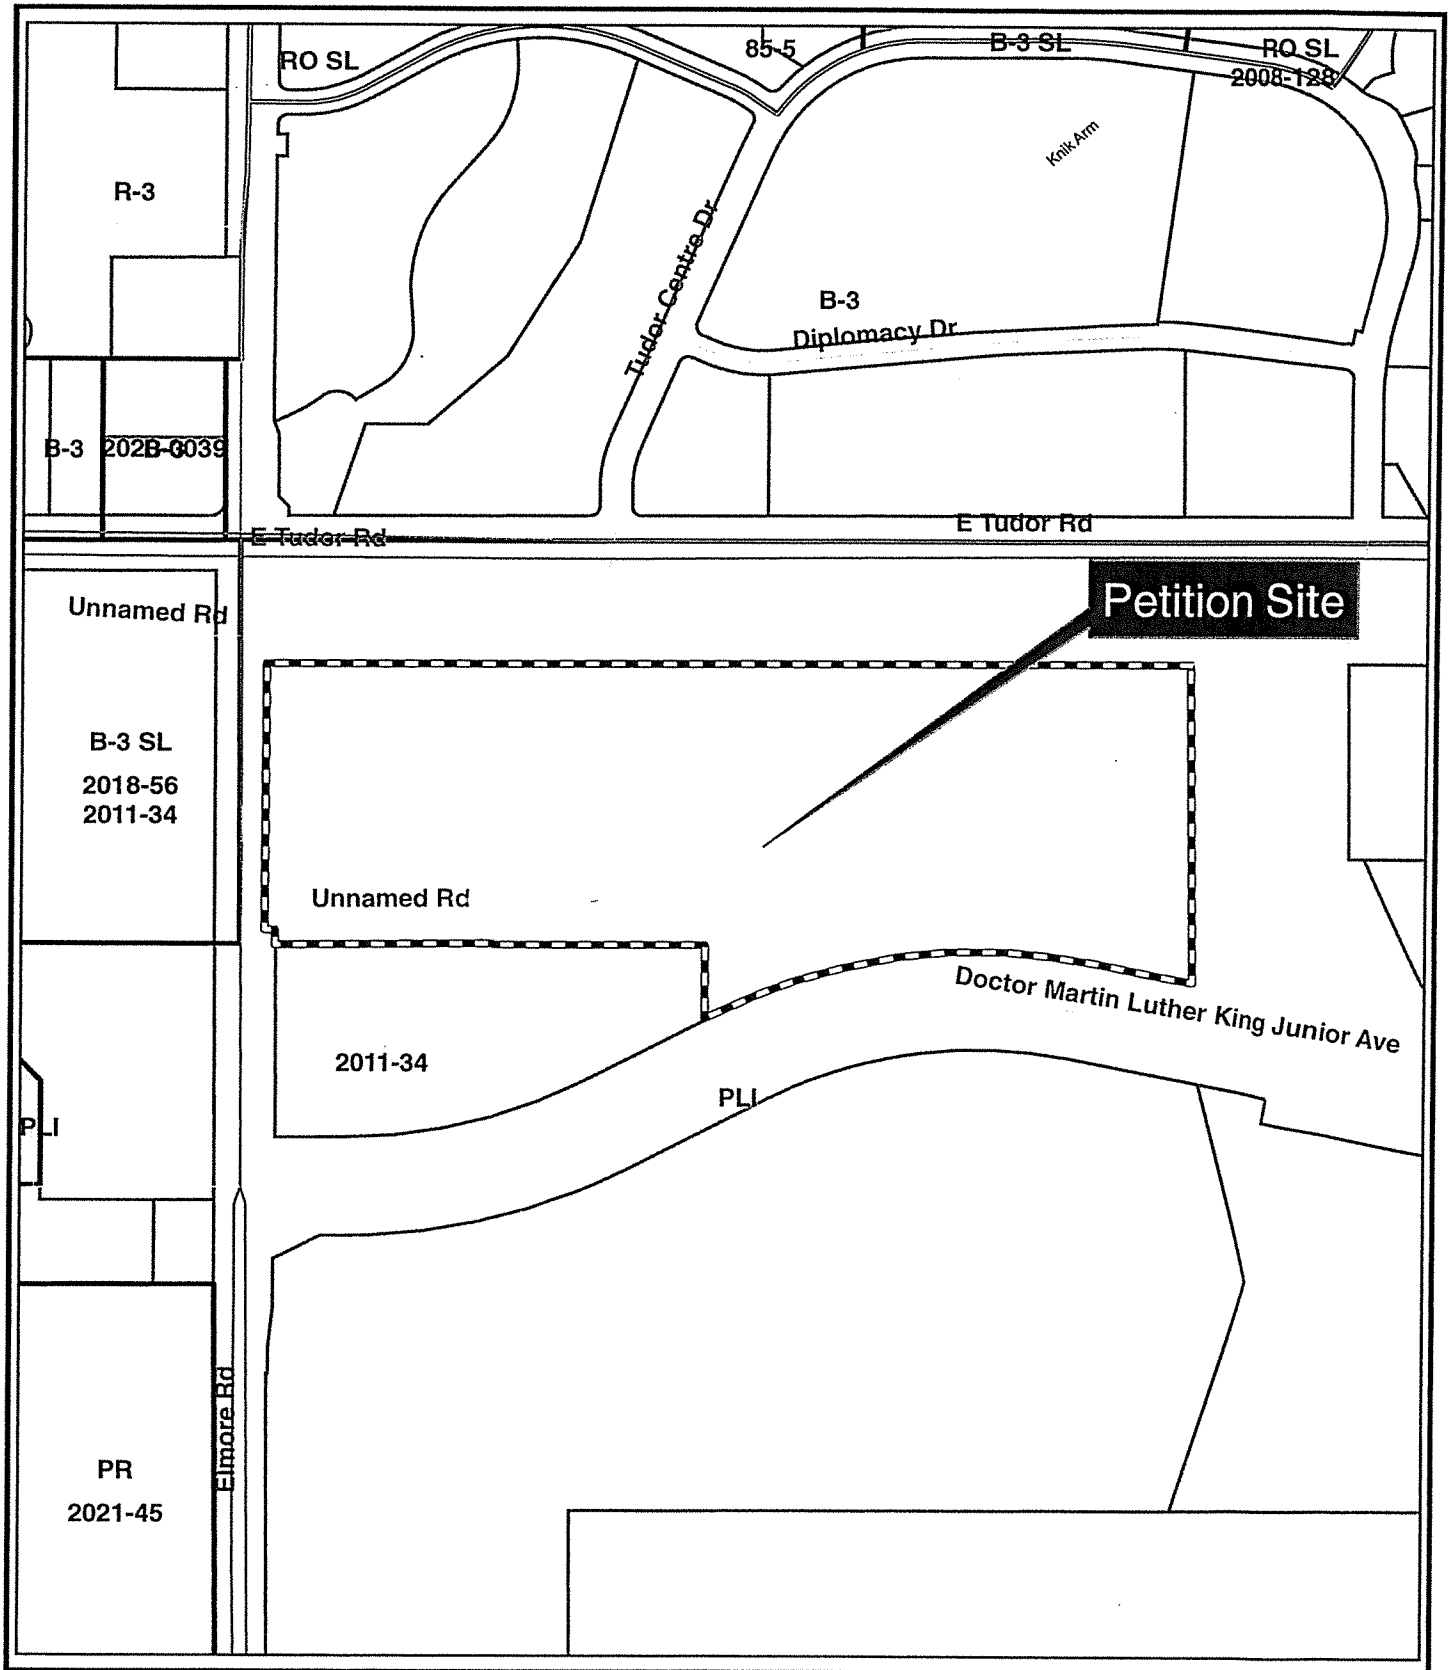 RO SL
85-5
B-3 SL
RO SL
2008-128
Knik Arm
R-3
Tudor Centre Dr
B-3
Diplomacy Dr
B-3
B-3
E Tudor Rd
E Tudor Rd
Unnamed Rd
Petition Site
B-3 SL
2018-56
2011-34
Unnamed Rd
Doctor Martin Luther King Junior Ave
2011-34
PLI
PLI
Elmore Rd
PR
2021-45